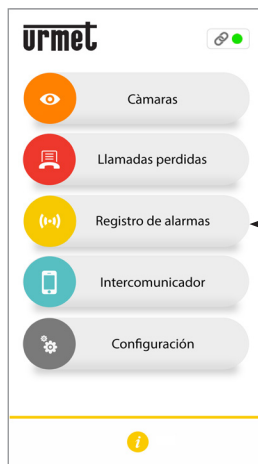 urmet
Càmaras
Llamadas perdidas
Registro de alarmas
Intercomunicador
Configuración
i